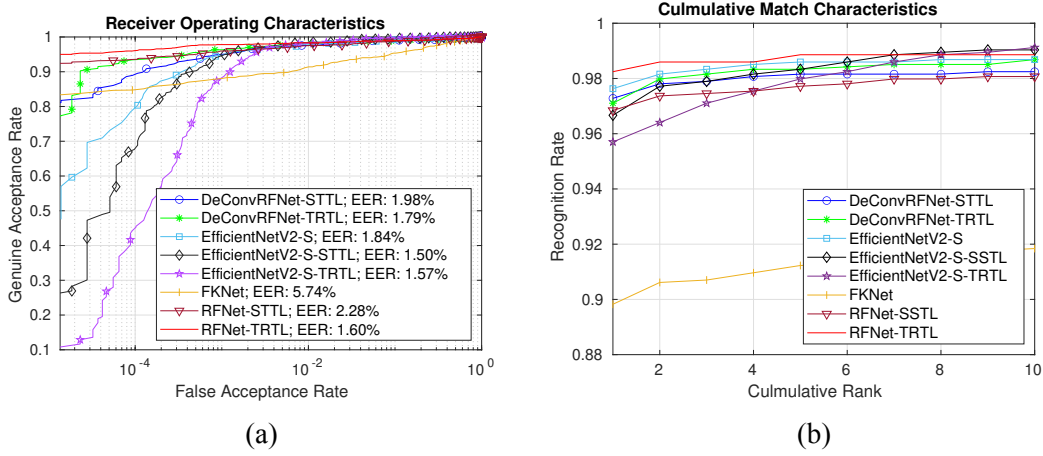 Receiver Operating Characteristics
1
0.9
0.8
0.7
0.6
0.5
0.4
0.3
0.2
0.1
Genuine Acceptance Rate
DeConvRFNet-STTL; EER: 1.98%
DeConvRFNet-TRTL; EER: 1.79%
EfficientNetV2-S; EER: 1.84%
EfficientNetV2-S-STTL; EER: 1.50%
EfficientNetV2-S-TRTL; EER: 1.57%
FKNet; EER: 5.74%
RFNet-STTL; EER: 2.28%
RFNet-TRTL; EER: 1.60%
10⁻⁴ 10⁻² 10⁰
False Acceptance Rate
(a)
Culmulative Match Characteristics
1
0.98
0.96
0.94
0.92
0.9
0.88
Recognition Rate
DeConvRFNet-STTL
DeConvRFNet-TRTL
EfficientNetV2-S
EfficientNetV2-S-SSTL
EfficientNetV2-S-TRTL
FKNet
RFNet-SSTL
RFNet-TRTL
2 4 6 8 10
Culmulative Rank
(b)